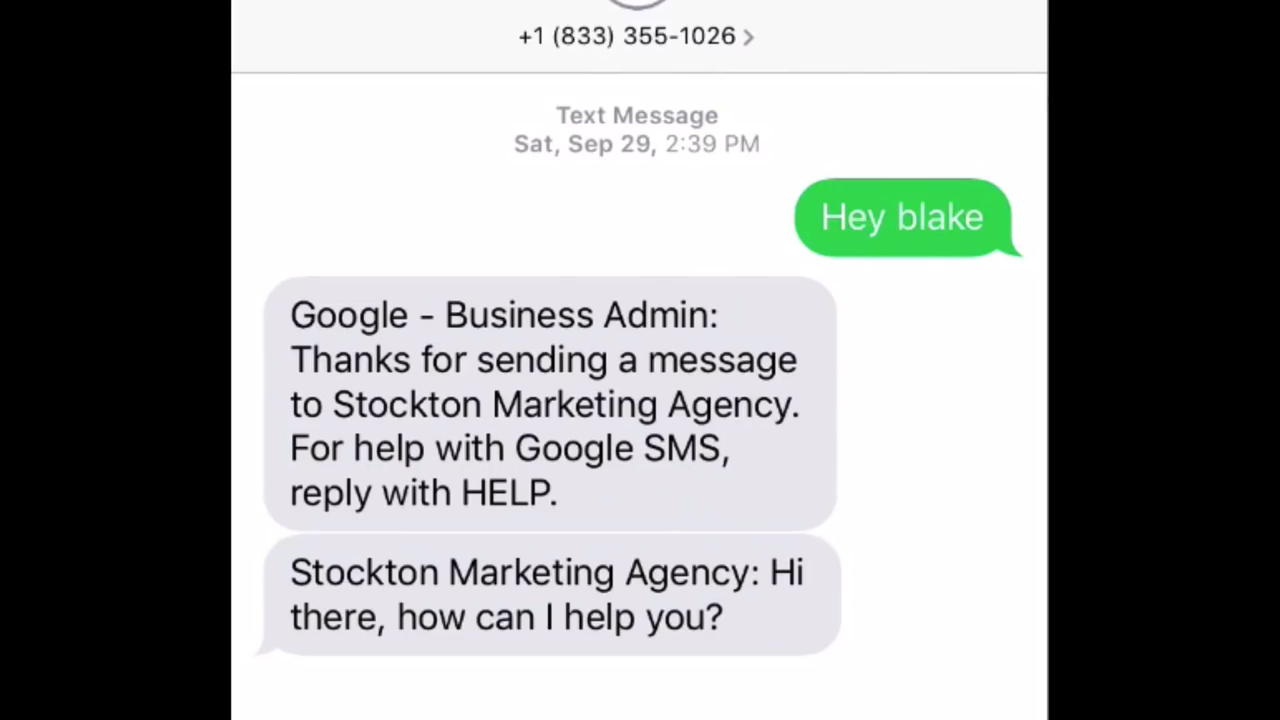 +1 (833) 355-1026 >
Text Message
Sat, Sep 29, 2:39 PM
Hey blake
Google - Business Admin:
Thanks for sending a message
to Stockton Marketing Agency.
For help with Google SMS,
reply with HELP.
Stockton Marketing Agency: Hi
there, how can I help you?